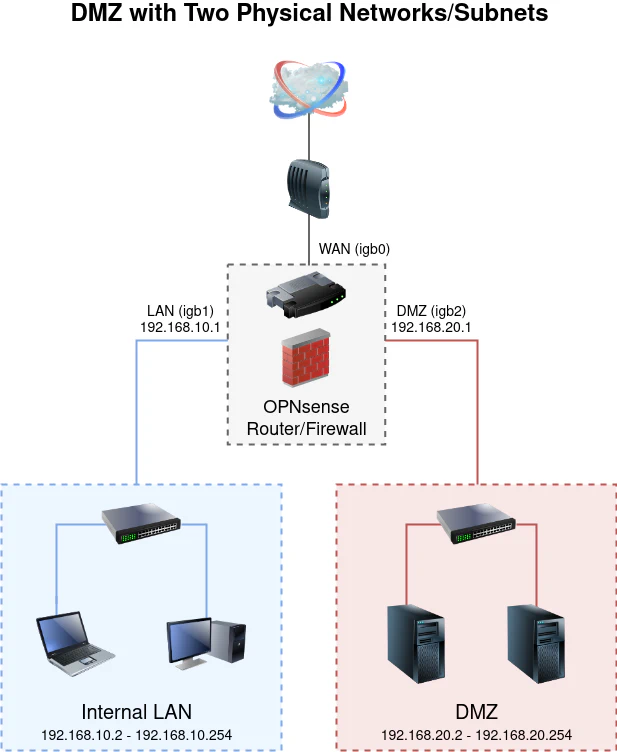 DMZ with Two Physical Networks/Subnets
WAN (igb0)
LAN (igb1)
192.168.10.1
DMZ (igb2)
192.168.20.1
OPNsense
Router/Firewall
Internal LAN
192.168.10.2 - 192.168.10.254
DMZ
192.168.20.2 - 192.168.20.254